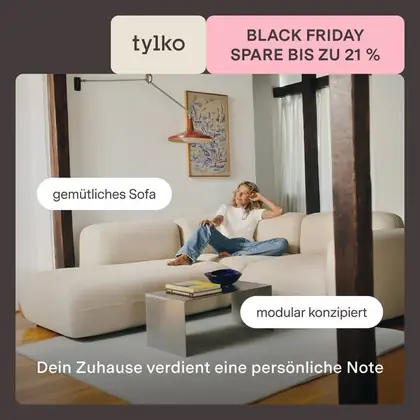 tylko
BLACK FRIDAY
SPARE BIS ZU 21 %
gemütliches Sofa
modular konzipiert
Dein Zuhause verdient eine persönliche Note